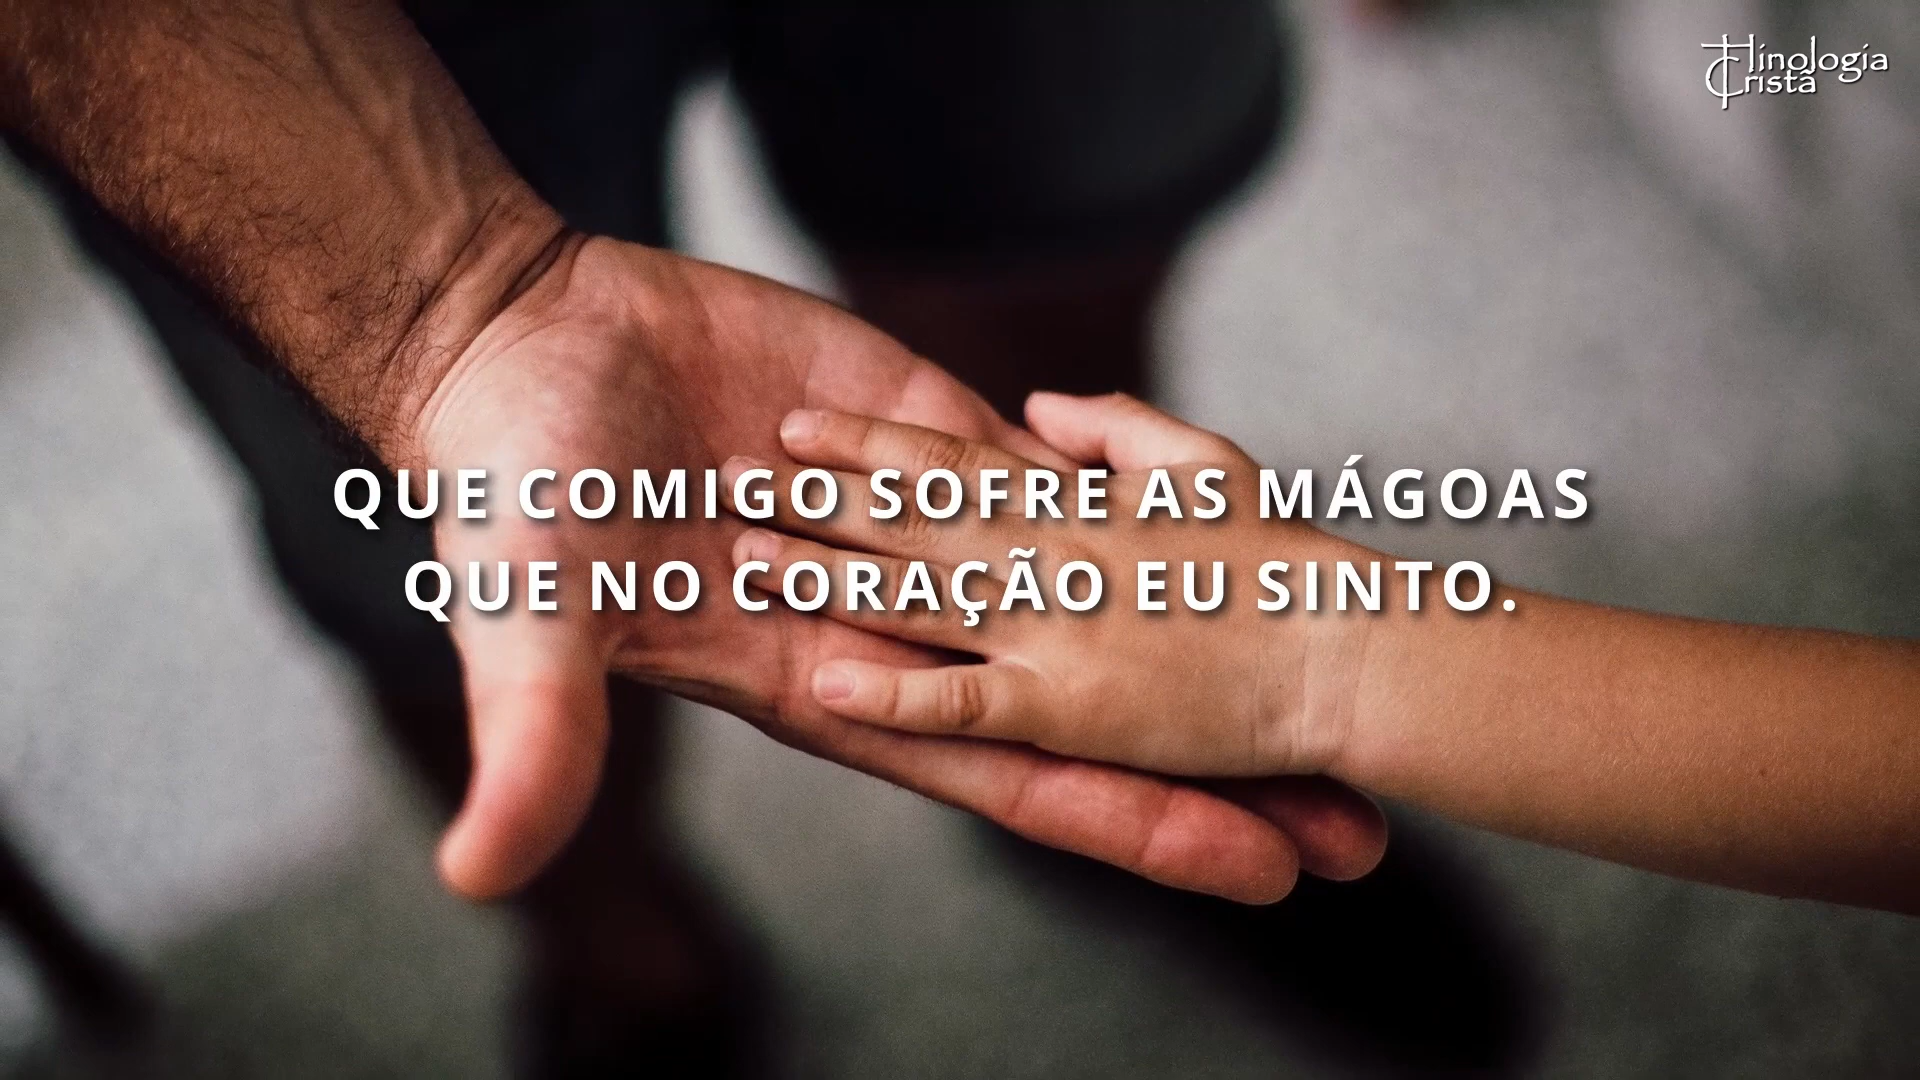 Hinologia
Cristã
QUE COMIGO SOFRE AS MÁGOAS
QUE NO CORAÇÃO EU SINTO.